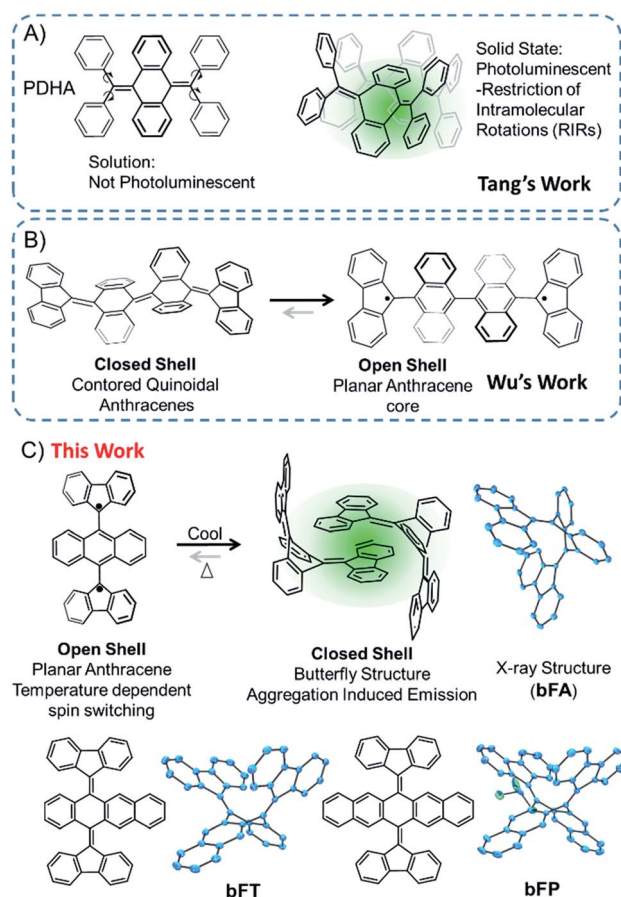 A)
PDHA
Solution:
Not Photoluminescent
Solid State:
Photoluminescent
-Restriction of
Intramolecular
Rotations (RIRs)
Tang's Work
B)
Closed Shell
Contored Quinoidal
Anthracenes
Open Shell
Planar Anthracene
core
Wu's Work
C) This Work
Cool
Δ
Open Shell
Planar Anthracene
Temperature dependent
spin switching
Closed Shell
Butterfly Structure
Aggregation Induced Emission
X-ray Structure
(bFA)
bFT
bFP